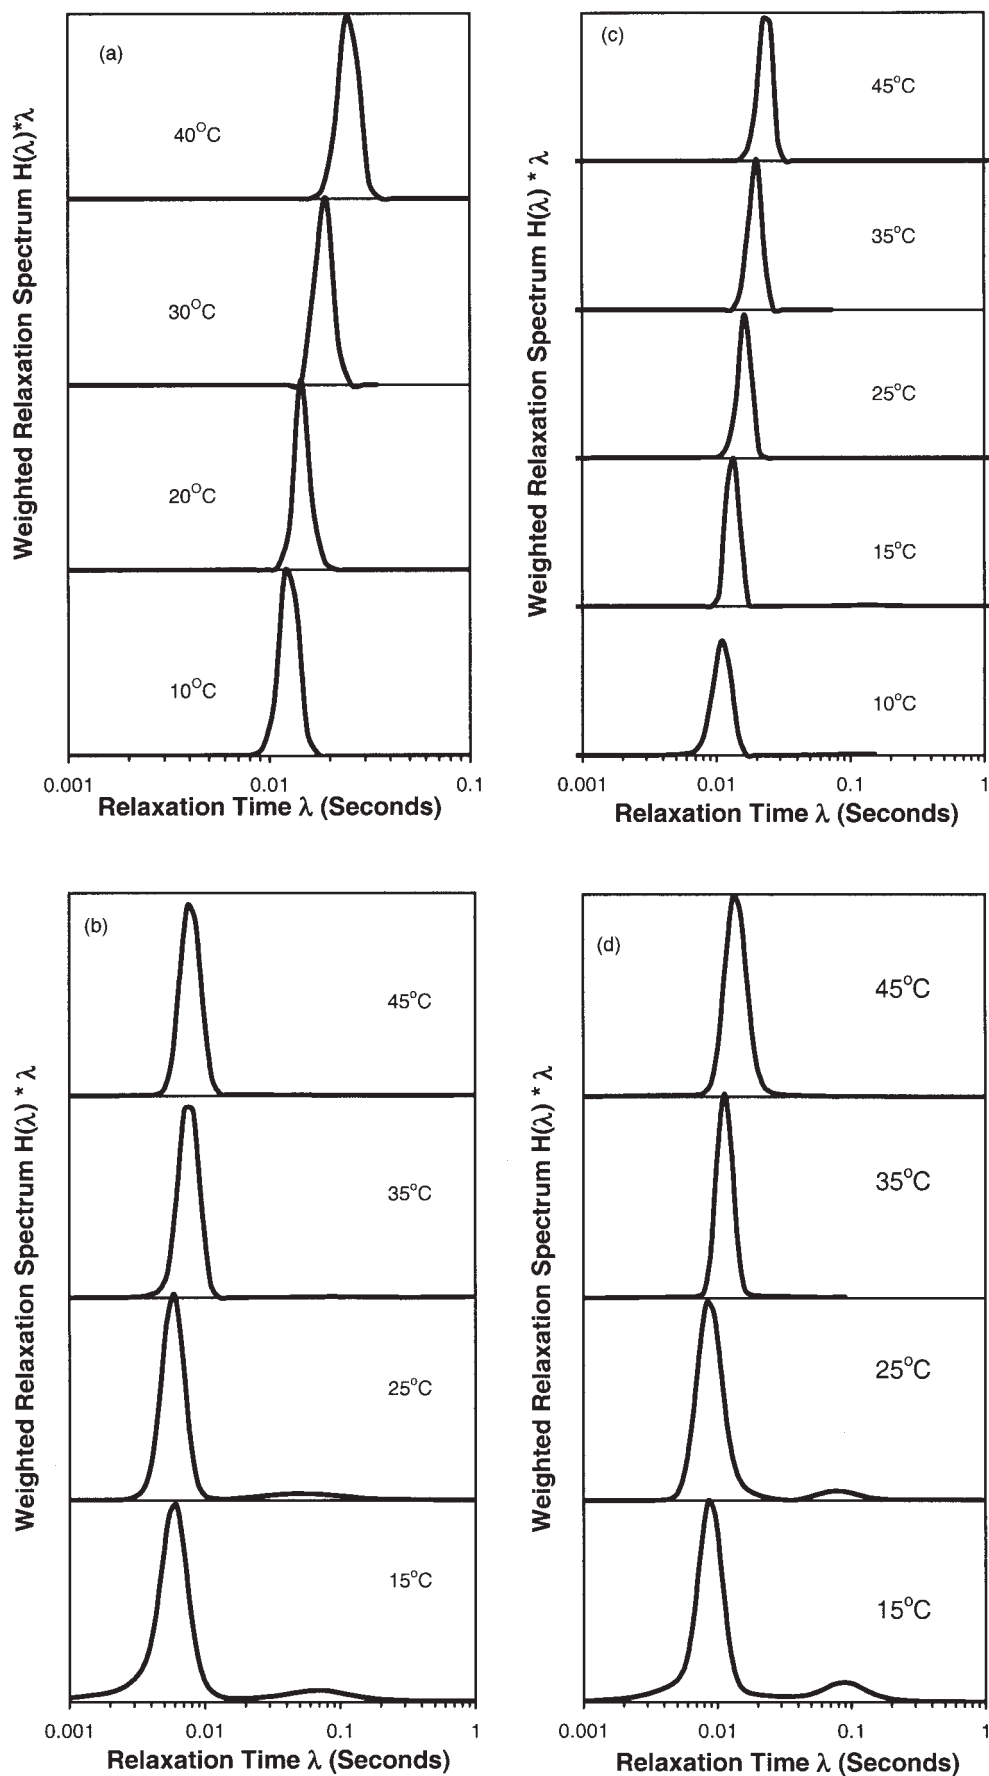 (a)
Weighted Relaxation Spectrum H(λ)*λ
40°C
30°C
20°C
10°C
0.001 0.01 0.1
Relaxation Time λ (Seconds)
(c)
Weighted Relaxation Spectrum H(λ) * λ
45°C
35°C
25°C
15°C
10°C
0.001 0.01 0.1 1
Relaxation Time λ (Seconds)
(b)
Weighted Relaxation Spectrum H(λ) * λ
45°C
35°C
25°C
15°C
0.001 0.01 0.1 1
Relaxation Time λ (Seconds)
(d)
Weighted Relaxation Spectrum H(λ) * λ
45°C
35°C
25°C
15°C
0.001 0.01 0.1 1
Relaxation Time λ (Seconds)